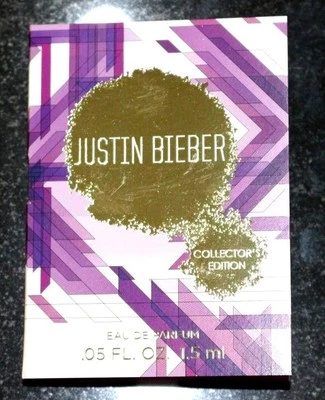 JUSTIN BIEBER
COLLECTOR'S
EDITION
EAU DE PARFUM
.05 FL. OZ. 1.5 ml